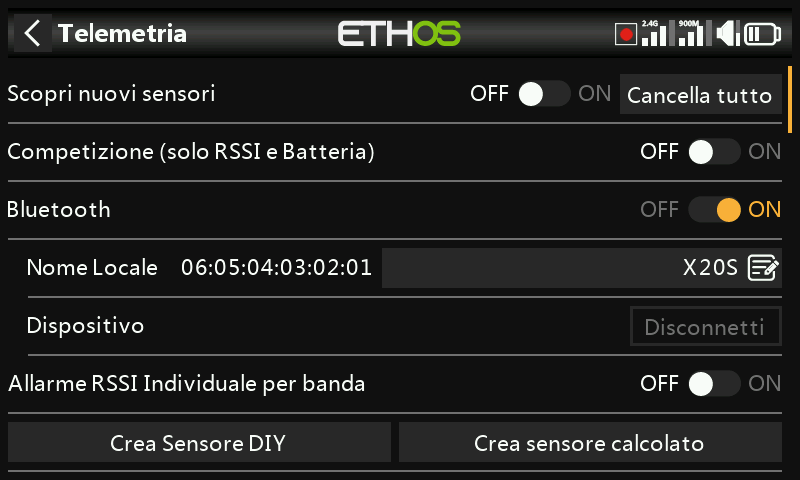 Telemetria ETHOS 2.4G 900M
Scopri nuovi sensori OFF ON Cancella tutto
Competizione (solo RSSI e Batteria) OFF ON
Bluetooth OFF ON
Nome Locale 06:05:04:03:02:01 X20S
Dispositivo Disconnetti
Allarme RSSI Individuale per banda OFF ON
Crea Sensore DIY Crea sensore calcolato